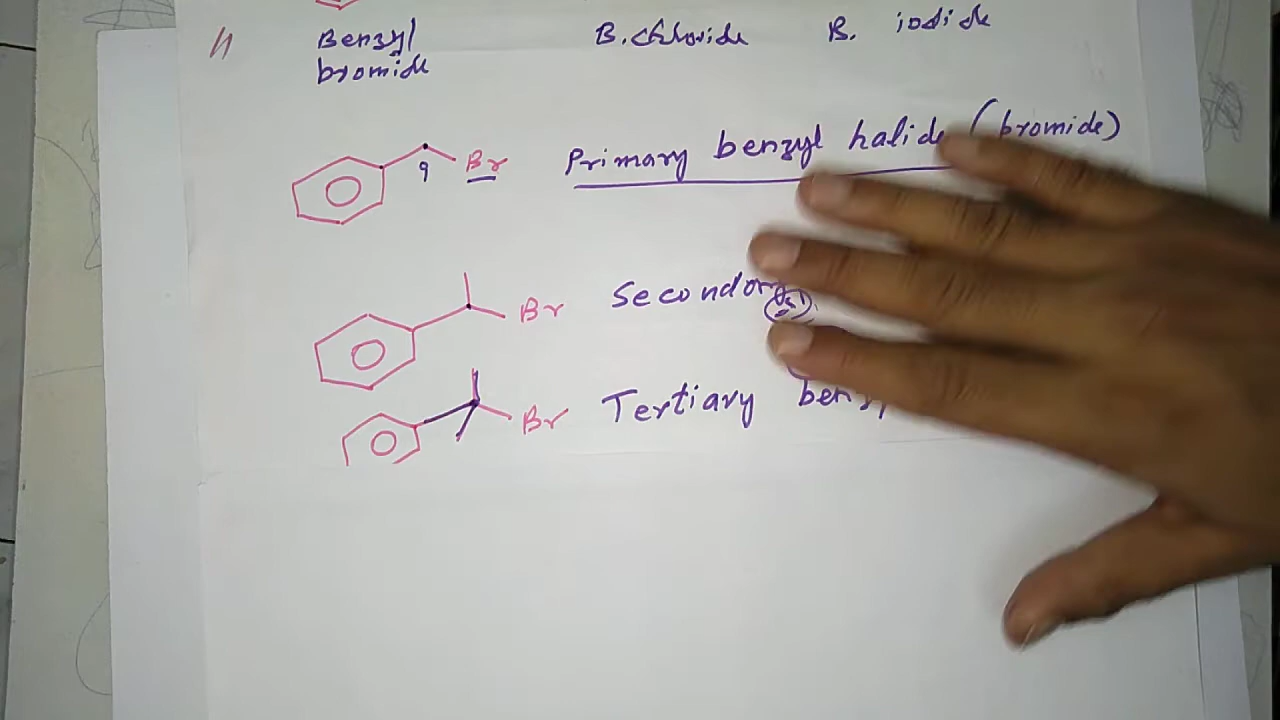 Benzyl
bromide
B. chloride
B. iodide
Br
Primary benzyl halide (bromide)
Br
Secondary
Br
Tertiary